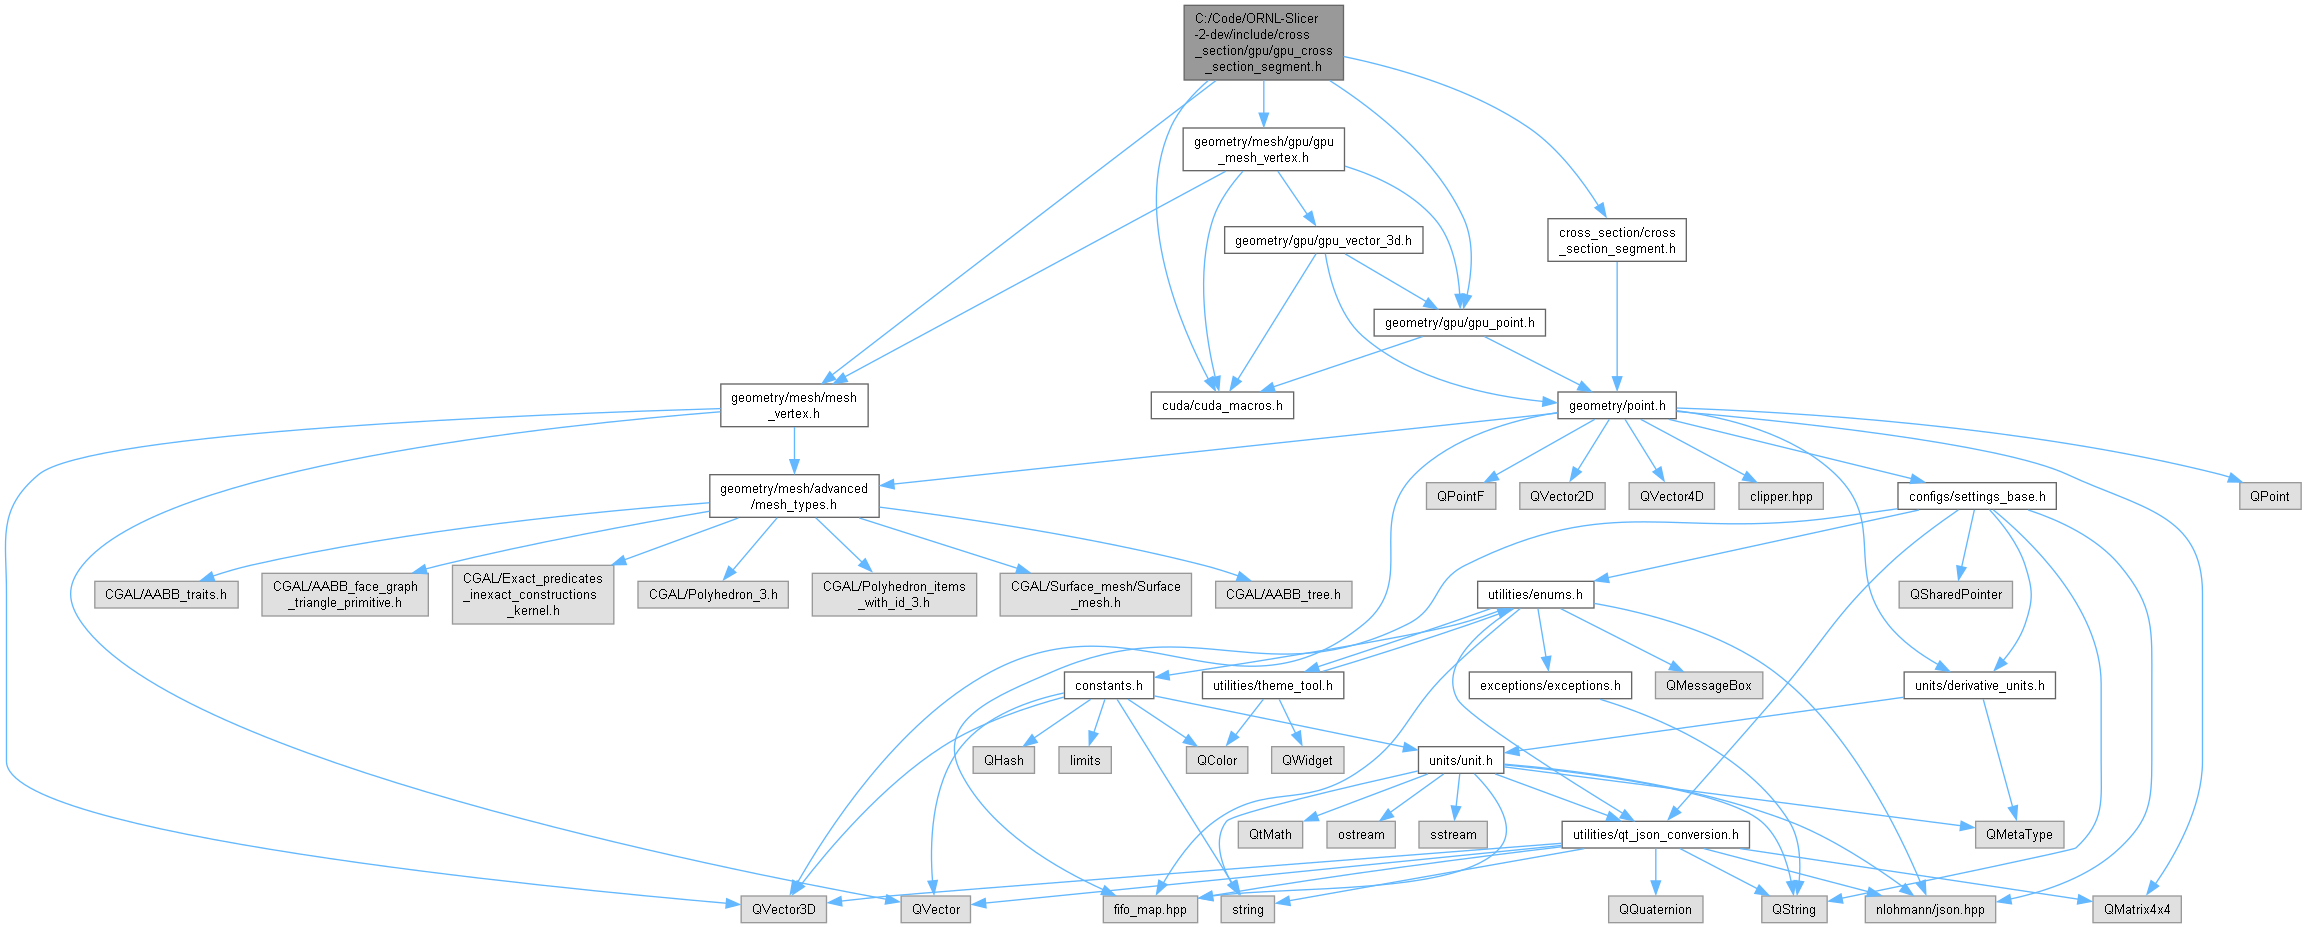 C:/Code/ORNL-Slicer
-2-dev/include/cross
_section/gpu/gpu_cross
_section_segment.h
geometry/mesh/gpu/gpu
_mesh_vertex.h
geometry/gpu/gpu_vector_3d.h
cross_section/cross
_section_segment.h
geometry/gpu/gpu_point.h
geometry/mesh/mesh
_vertex.h
cuda/cuda_macros.h
geometry/point.h
geometry/mesh/advanced
/mesh_types.h
QPointF
QVector2D
QVector4D
clipper.hpp
configs/settings_base.h
QPoint
CGAL/AABB_traits.h
CGAL/AABB_face_graph
_triangle_primitive.h
CGAL/Exact_predicates
_inexact_constructions
_kernel.h
CGAL/Polyhedron_3.h
CGAL/Polyhedron_items
_with_id_3.h
CGAL/Surface_mesh/Surface
_mesh.h
CGAL/AABB_tree.h
utilities/enums.h
QSharedPointer
constants.h
utilities/theme_tool.h
exceptions/exceptions.h
QMessageBox
units/derivative_units.h
QHash
limits
QColor
QWidget
units/unit.h
QtMath
ostream
sstream
utilities/qt_json_conversion.h
QMetaType
QVector3D
QVector
fifo_map.hpp
string
QQuaternion
QString
nlohmann/json.hpp
QMatrix4x4